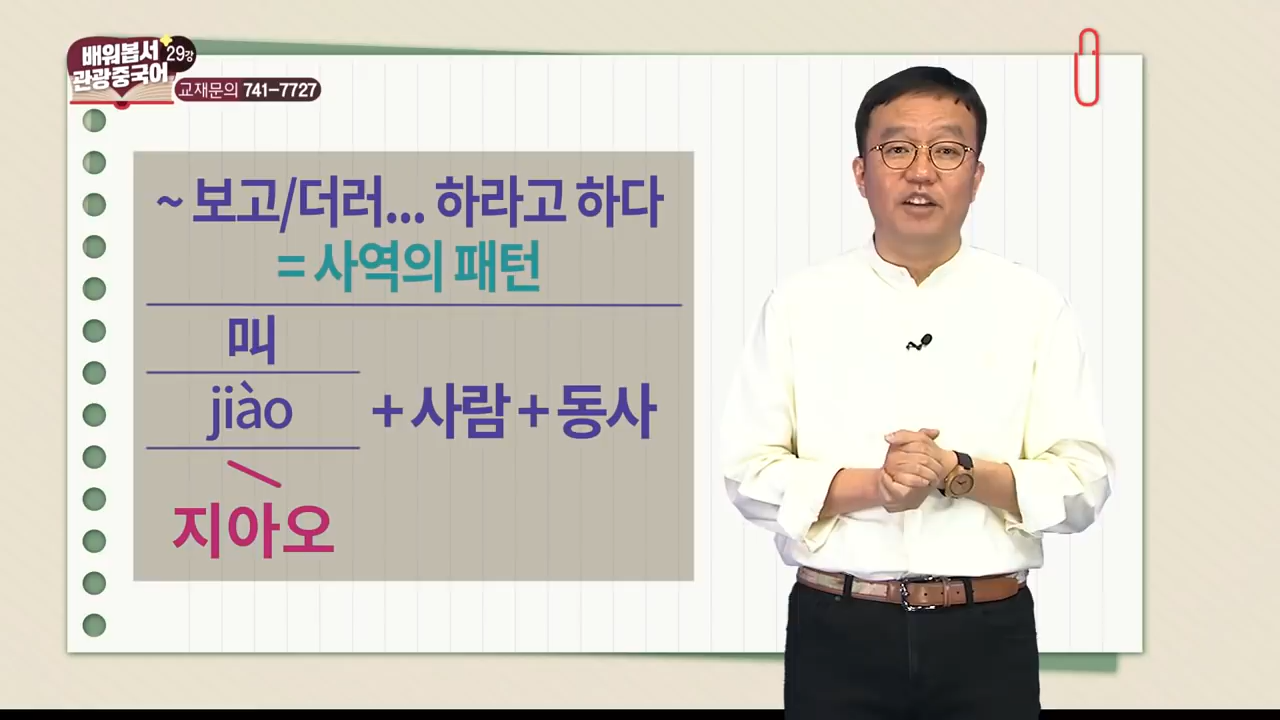 배워봅서
관광중국어
29강
교재문의 741-7727
~ 보고/더러... 하라고 하다
= 사역의 패턴
叫
jiào
+ 사람 + 동사
지아오